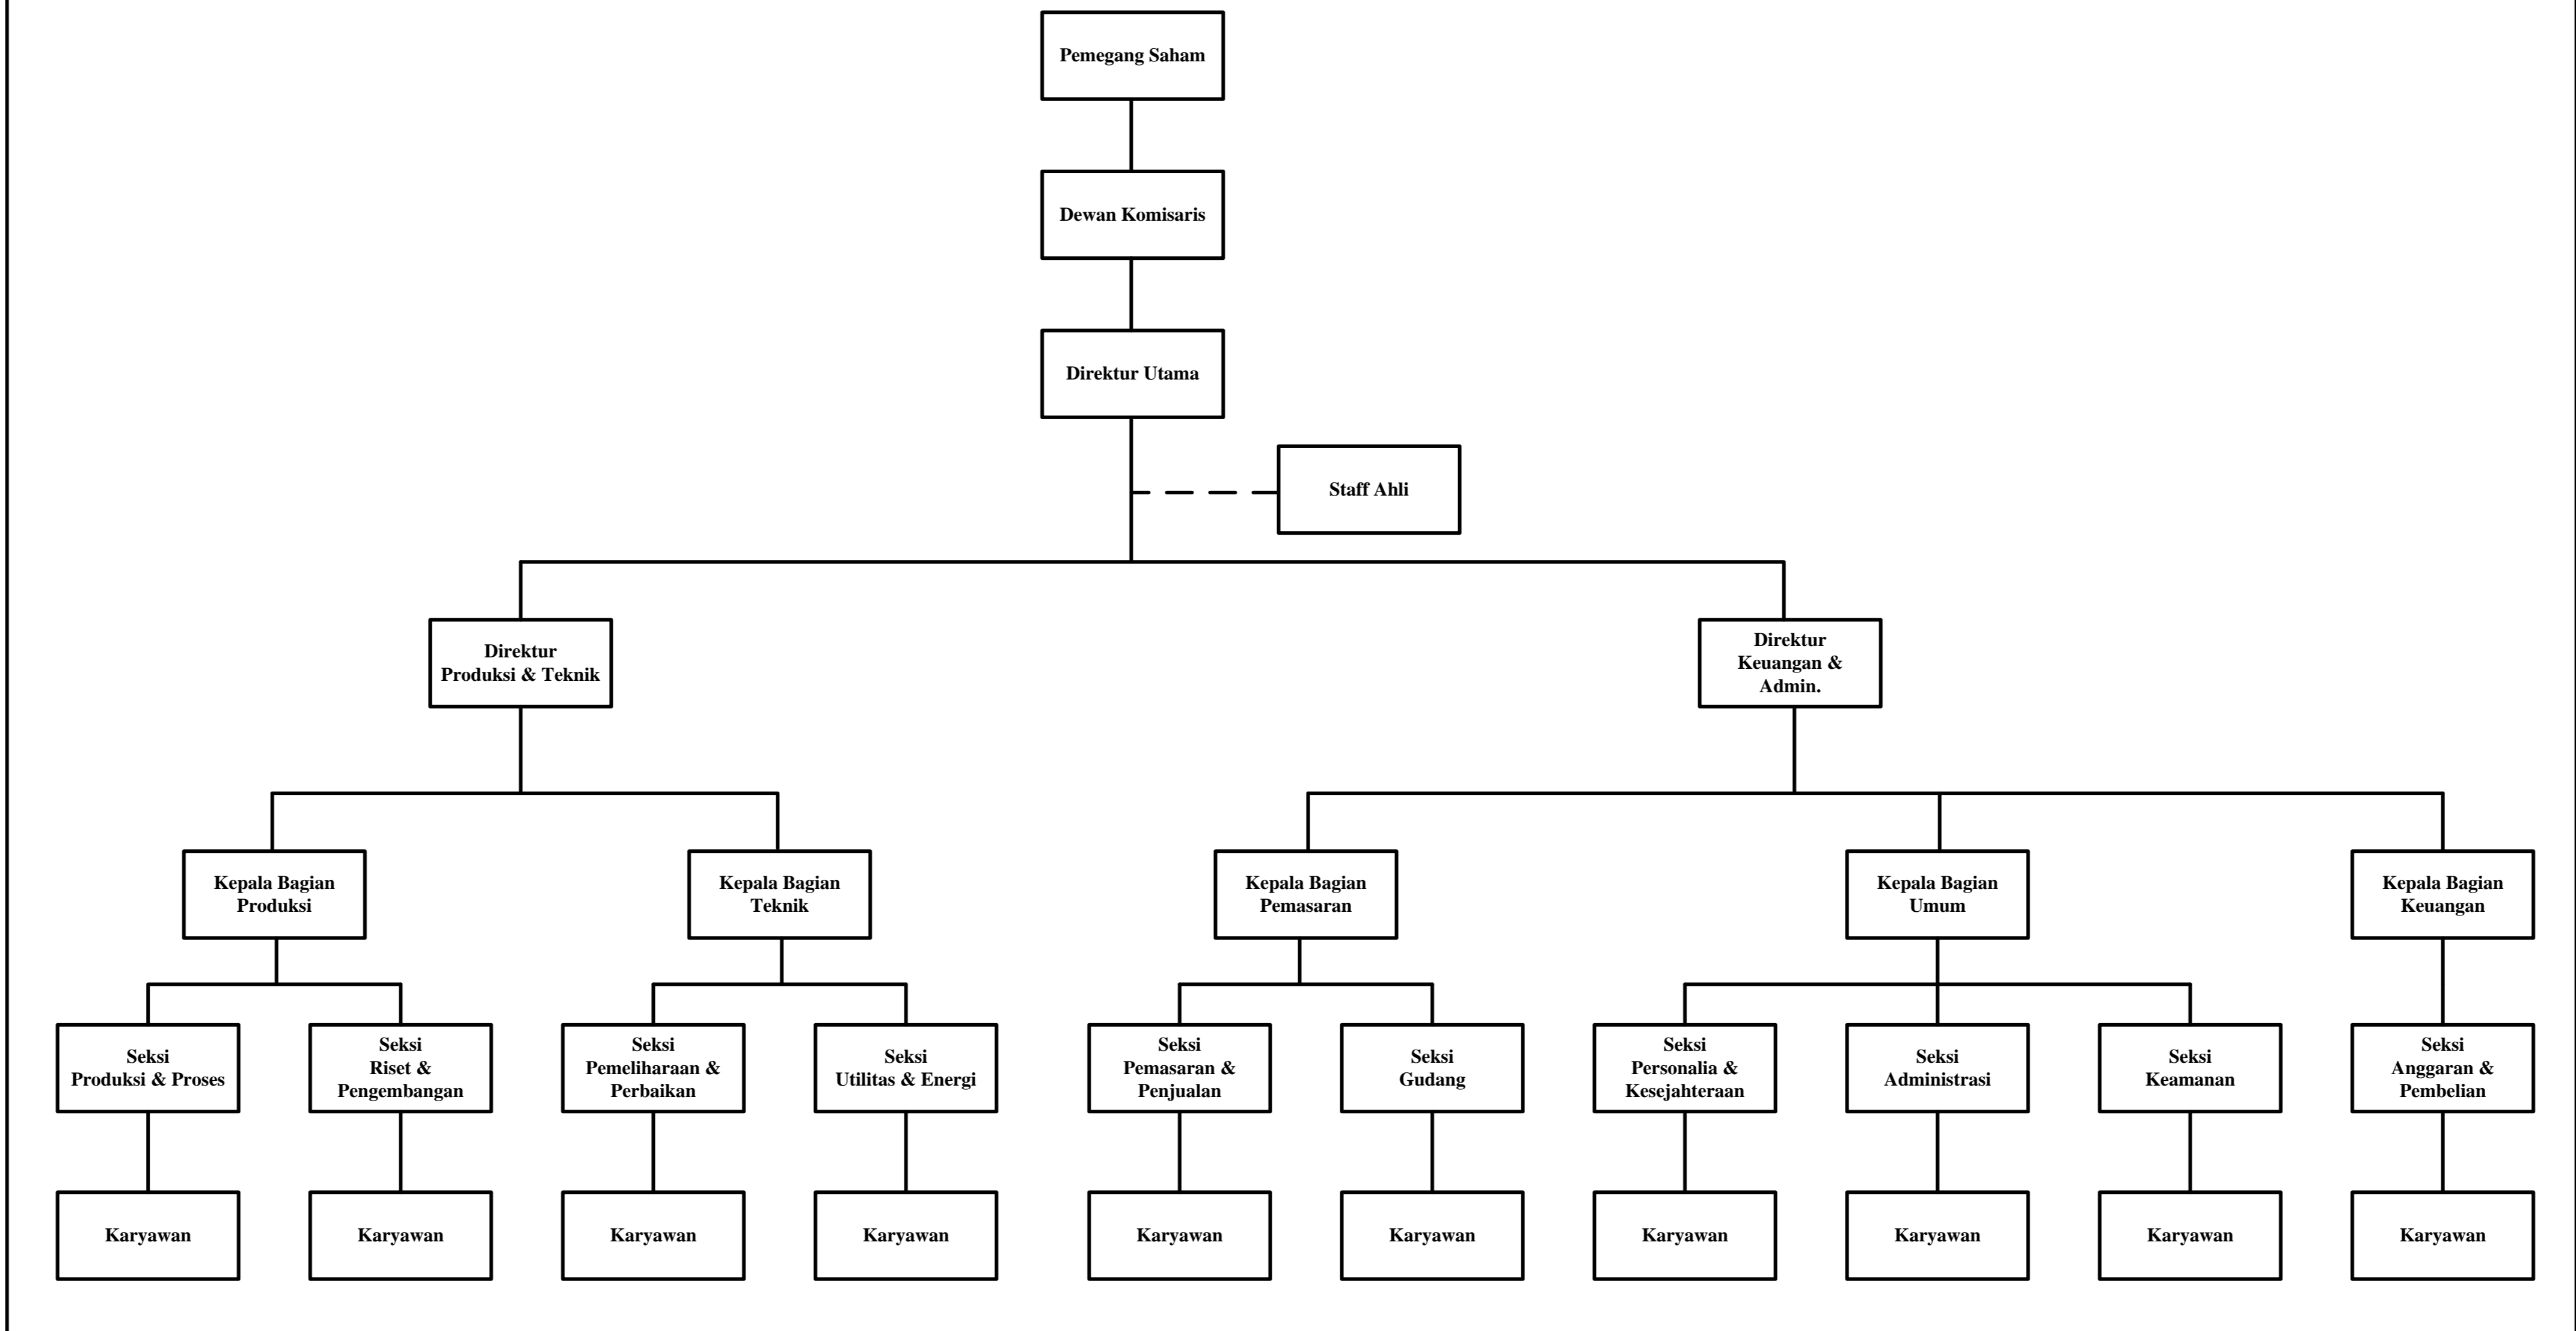 Pemegang Saham
Dewan Komisaris
Direktur Utama
Staff Ahli
Direktur
Produksi & Teknik
Direktur
Keuangan &
Admin.
Kepala Bagian
Produksi
Kepala Bagian
Teknik
Kepala Bagian
Pemasaran
Kepala Bagian
Umum
Kepala Bagian
Keuangan
Seksi
Produksi & Proses
Seksi
Riset &
Pengembangan
Seksi
Pemeliharaan &
Perbaikan
Seksi
Utilitas & Energi
Seksi
Pemasaran &
Penjualan
Seksi
Gudang
Seksi
Personalia &
Kesejahteraan
Seksi
Administrasi
Seksi
Keamanan
Seksi
Anggaran &
Pembelian
Karyawan
Karyawan
Karyawan
Karyawan
Karyawan
Karyawan
Karyawan
Karyawan
Karyawan
Karyawan